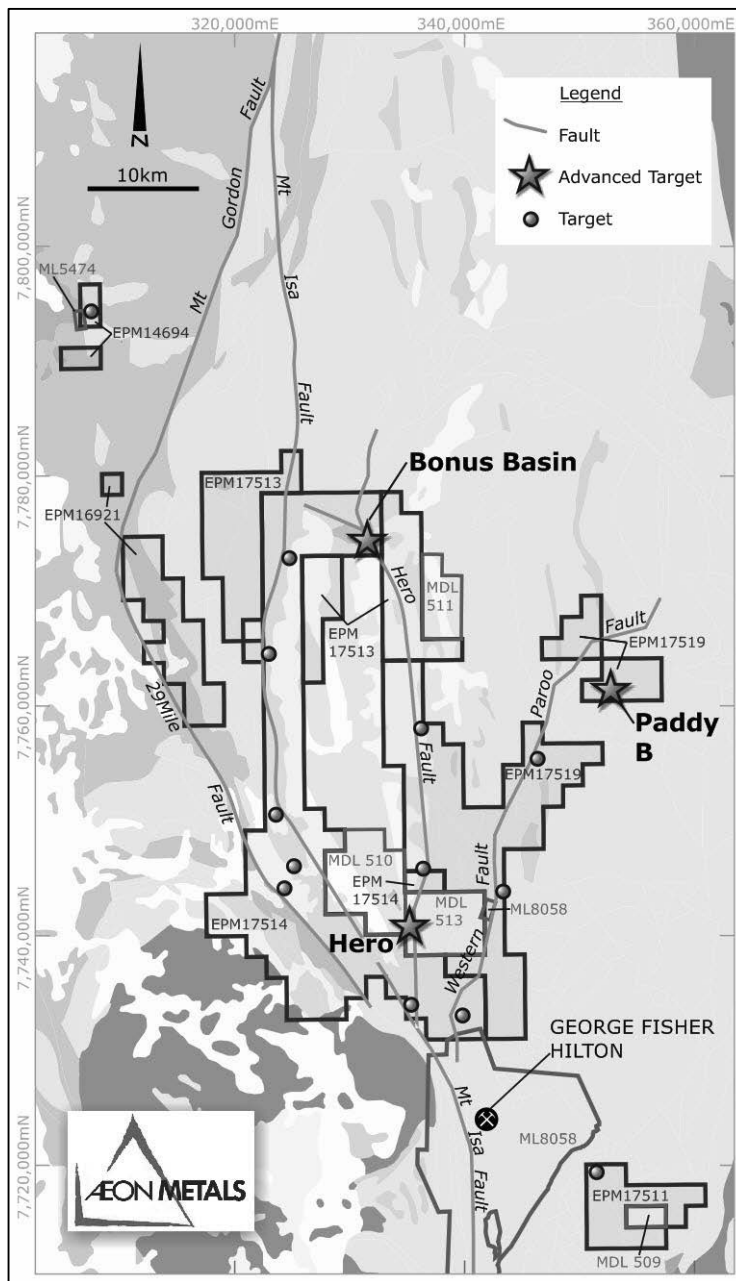 320,000mE
340,000mE
360,000mE
Legend
Fault
Advanced Target
Target
N
10km
7,800,000mN
7,780,000mN
7,760,000mN
7,740,000mN
7,720,000mN
Mt Gordon Fault
Mt Isa Fault
ML5474
EPM14694
EPM17513
EPM16921
Bonus Basin
Hero Fault
MDL
511
EPM
17513
EPM17519
Paroo Fault
Paddy
B
29Mile Fault
EPM17519
MDL 510
EPM
17514
MDL
513
ML8058
EPM17514
Hero
Western Fault
GEORGE FISHER
HILTON
Mt Isa Fault
ML8058
EPM17511
MDL 509
AEON METALS